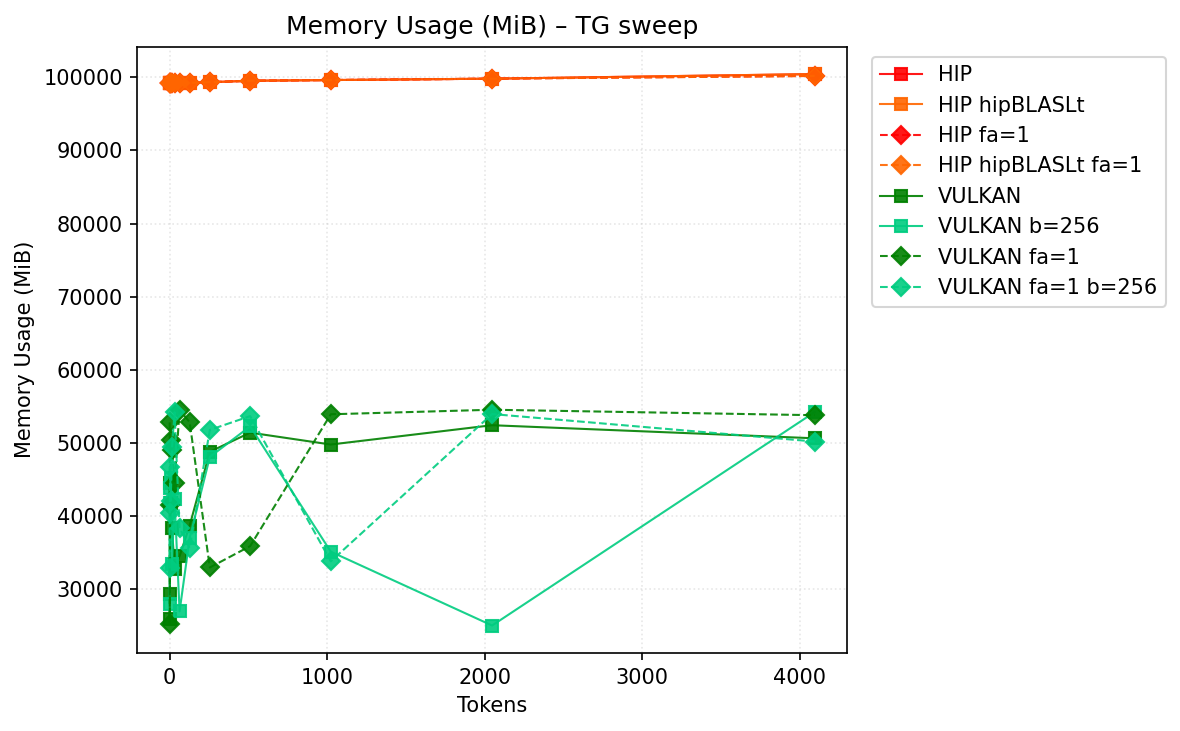 Memory Usage (MiB) – TG sweep
100000
90000
80000
70000
60000
50000
40000
30000
Memory Usage (MiB)
0
1000
2000
3000
4000
Tokens
HIP
HIP hipBLASLt
HIP fa=1
HIP hipBLASLt fa=1
VULKAN
VULKAN b=256
VULKAN fa=1
VULKAN fa=1 b=256